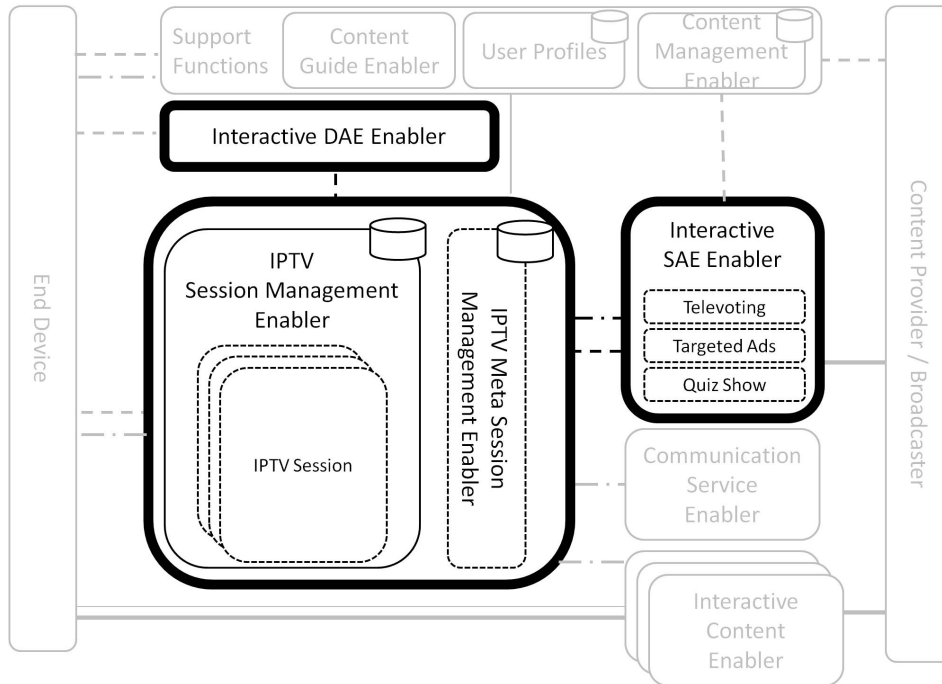 Support
Functions
Content
Guide Enabler
User Profiles
Content
Management
Enabler
Interactive DAE Enabler
End Device
IPTV
Session Management
Enabler
IPTV Session
IPTV Meta Session
Management Enabler
Interactive
SAE Enabler
Televoting
Targeted Ads
Quiz Show
Communication
Service
Enabler
Interactive
Content
Enabler
Content Provider / Broadcaster